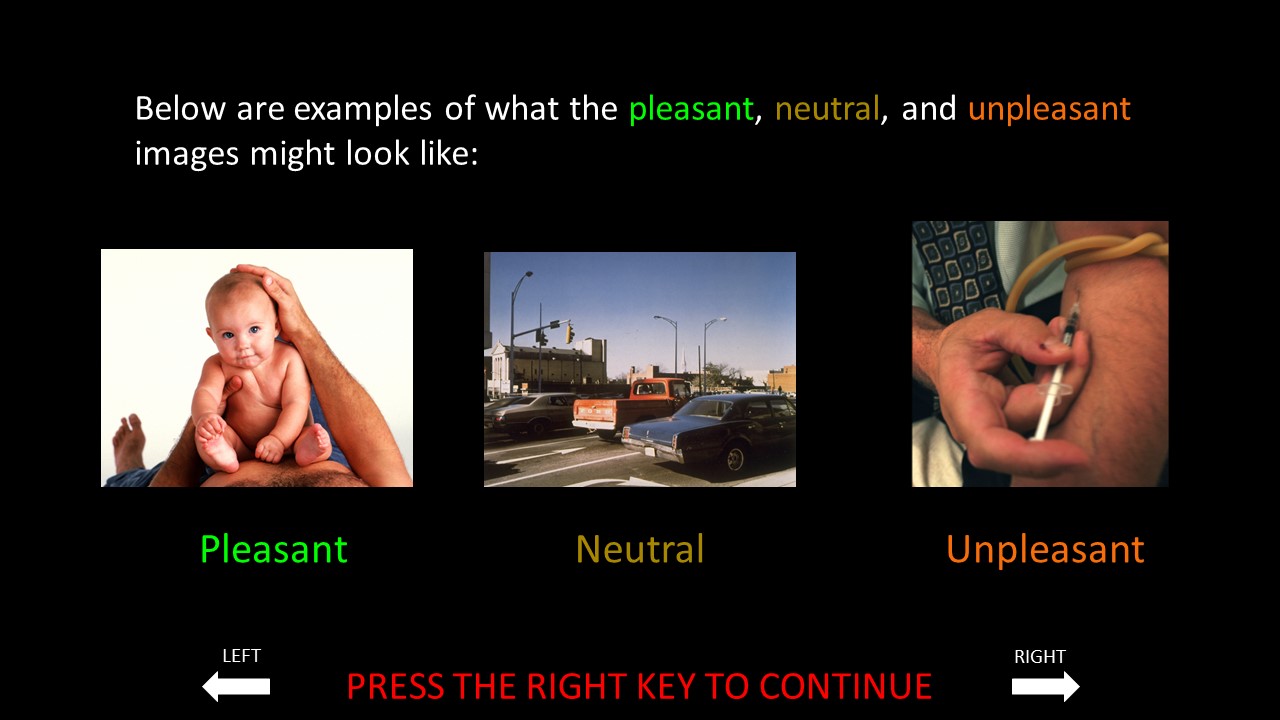 Below are examples of what the pleasant, neutral, and unpleasant
images might look like:
Pleasant
Neutral
Unpleasant
LEFT
PRESS THE RIGHT KEY TO CONTINUE
RIGHT